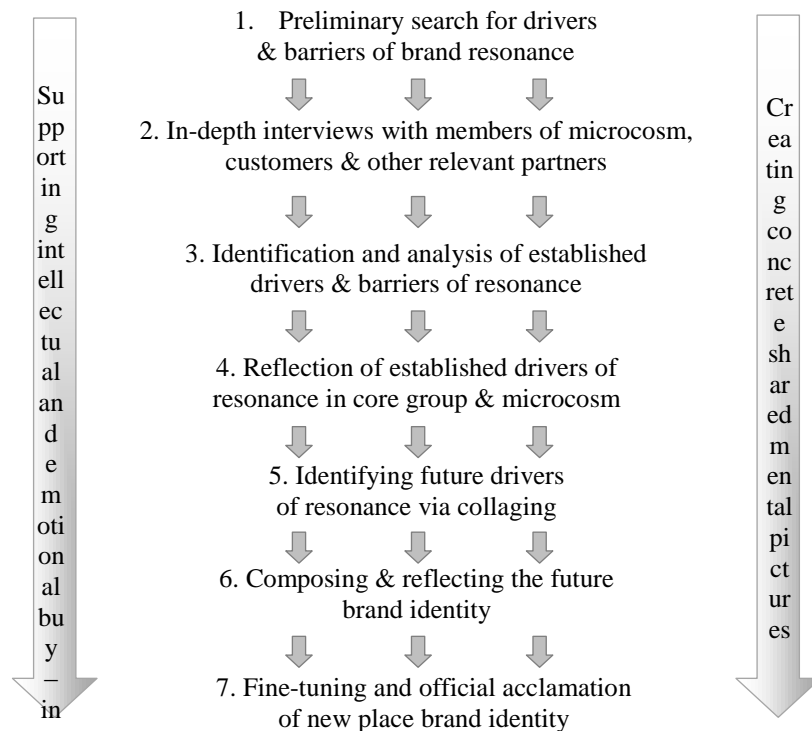 1. Preliminary search for drivers
& barriers of brand resonance
2. In-depth interviews with members of microcosm,
customers & other relevant partners
3. Identification and analysis of established
drivers & barriers of resonance
4. Reflection of established drivers of
resonance in core group & microcosm
5. Identifying future drivers
of resonance via collaging
6. Composing & reflecting the future
brand identity
7. Fine-tuning and official acclamation
of new place brand identity
Su
pp
ort
in
g
int
ell
ec
tu
al
an
d
e
m
oti
on
al
bu
y
–
in
Cr
ea
tin
g
co
nc
ret
e
sh
ar
ed
m
en
tal
pi
ct
ur
es